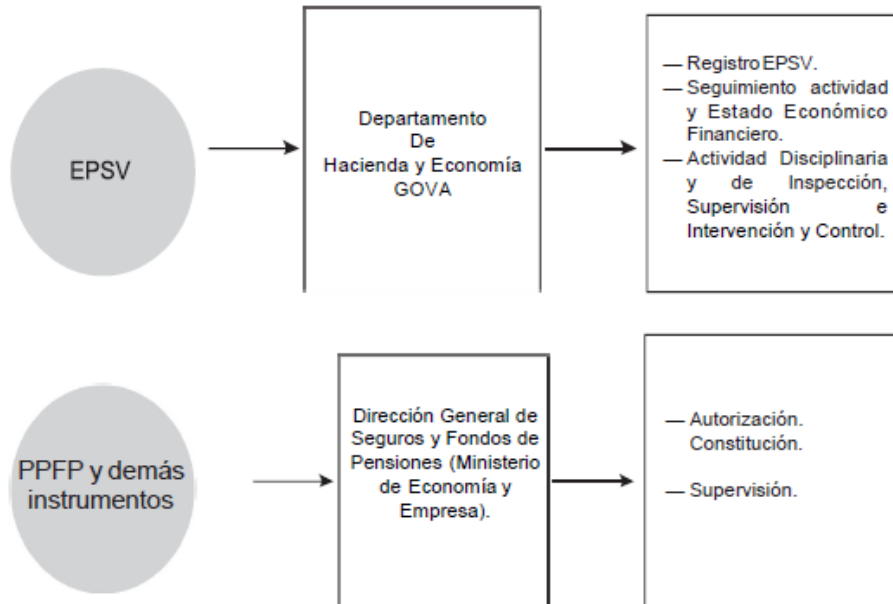 EPSV
Departamento
De
Hacienda y Economía
GOVA
— Registro EPSV.
— Seguimiento actividad
y Estado Económico
Financiero.
— Actividad Disciplinaria
y de Inspección,
Supervisión e
Intervención y Control.
PPFP y demás
instrumentos
Dirección General de
Seguros y Fondos de
Pensiones (Ministerio
de Economía y
Empresa).
— Autorización.
Constitución.
— Supervisión.